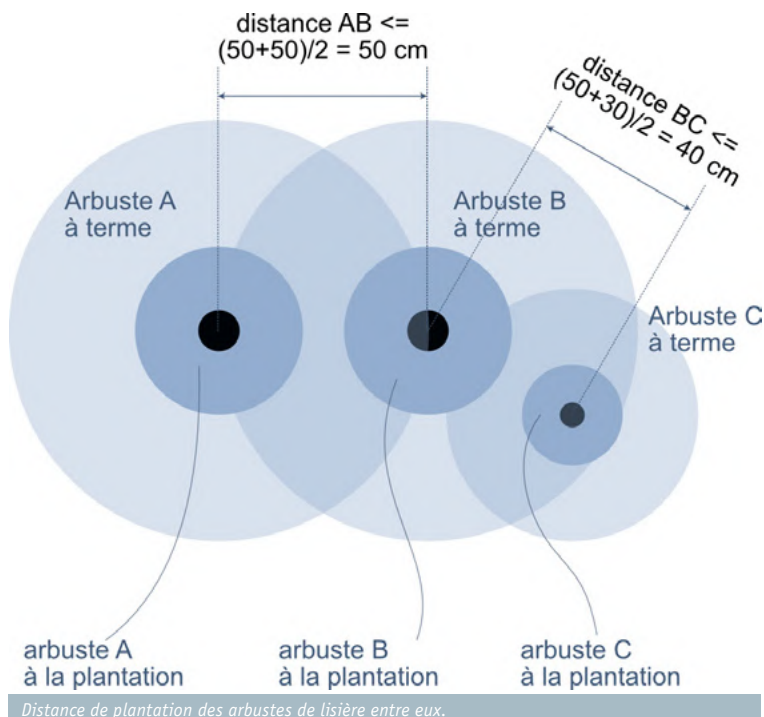 distance AB <=
(50+50)/2 = 50 cm
distance BC <=
(50+30)/2 = 40 cm
Arbuste A
à terme
Arbuste B
à terme
Arbuste C
à terme
arbuste A
à la plantation
arbuste B
à la plantation
arbuste C
à la plantation
Distance de plantation des arbustes de lisière entre eux.